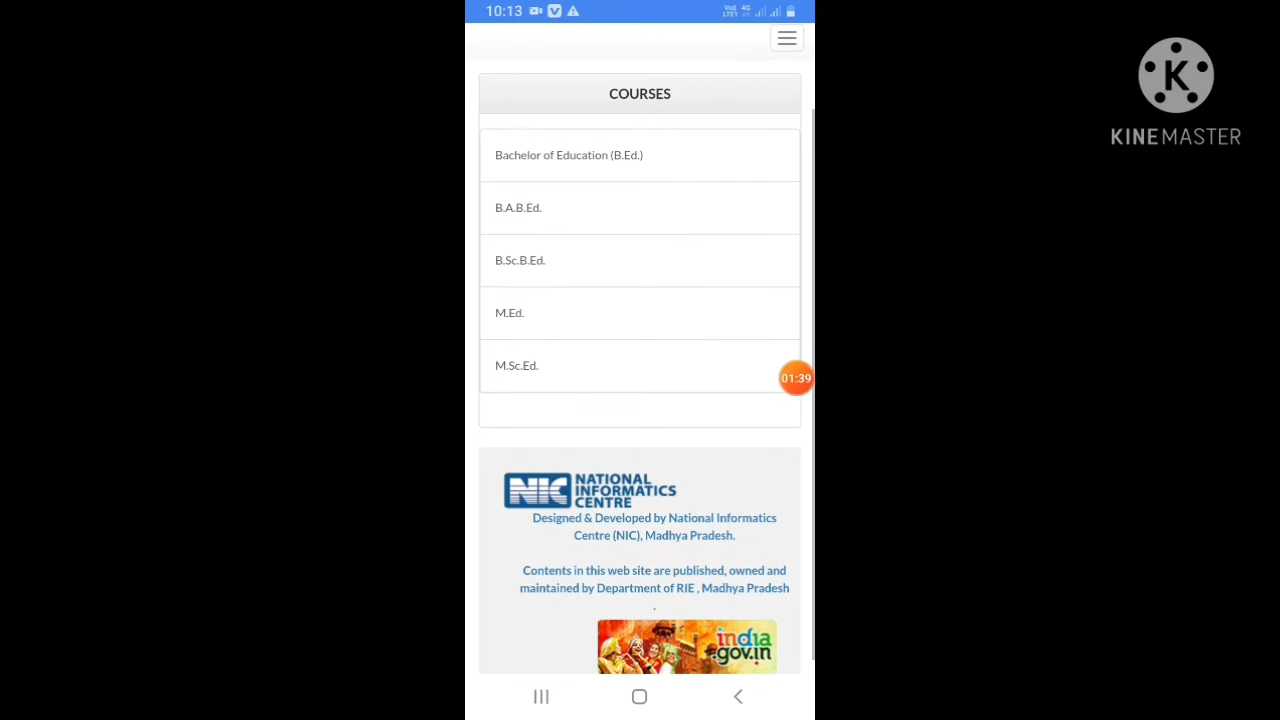 10:13
VoLTE1 4G
K
KINEMASTER
COURSES
Bachelor of Education (B.Ed.)
B.A.B.Ed.
B.Sc.B.Ed.
M.Ed.
M.Sc.Ed.
01:39
NIC NATIONAL
INFORMATICS
CENTRE
Designed & Developed by National Informatics
Centre (NIC), Madhya Pradesh.
Contents in this web site are published, owned and
maintained by Department of RIE , Madhya Pradesh
.
india
.gov.in